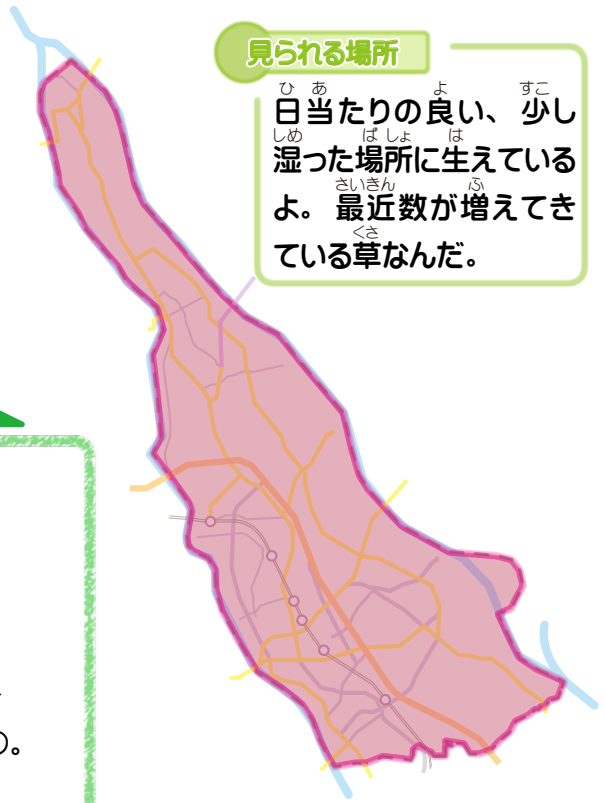 見られる場所
ひ あ よ すこ
日当たりの良い、少し
しめ ば しょ は
湿った場所に生えている
さいきん ふ
よ。最近数が増えてき
くさ
ている草なんだ。
。